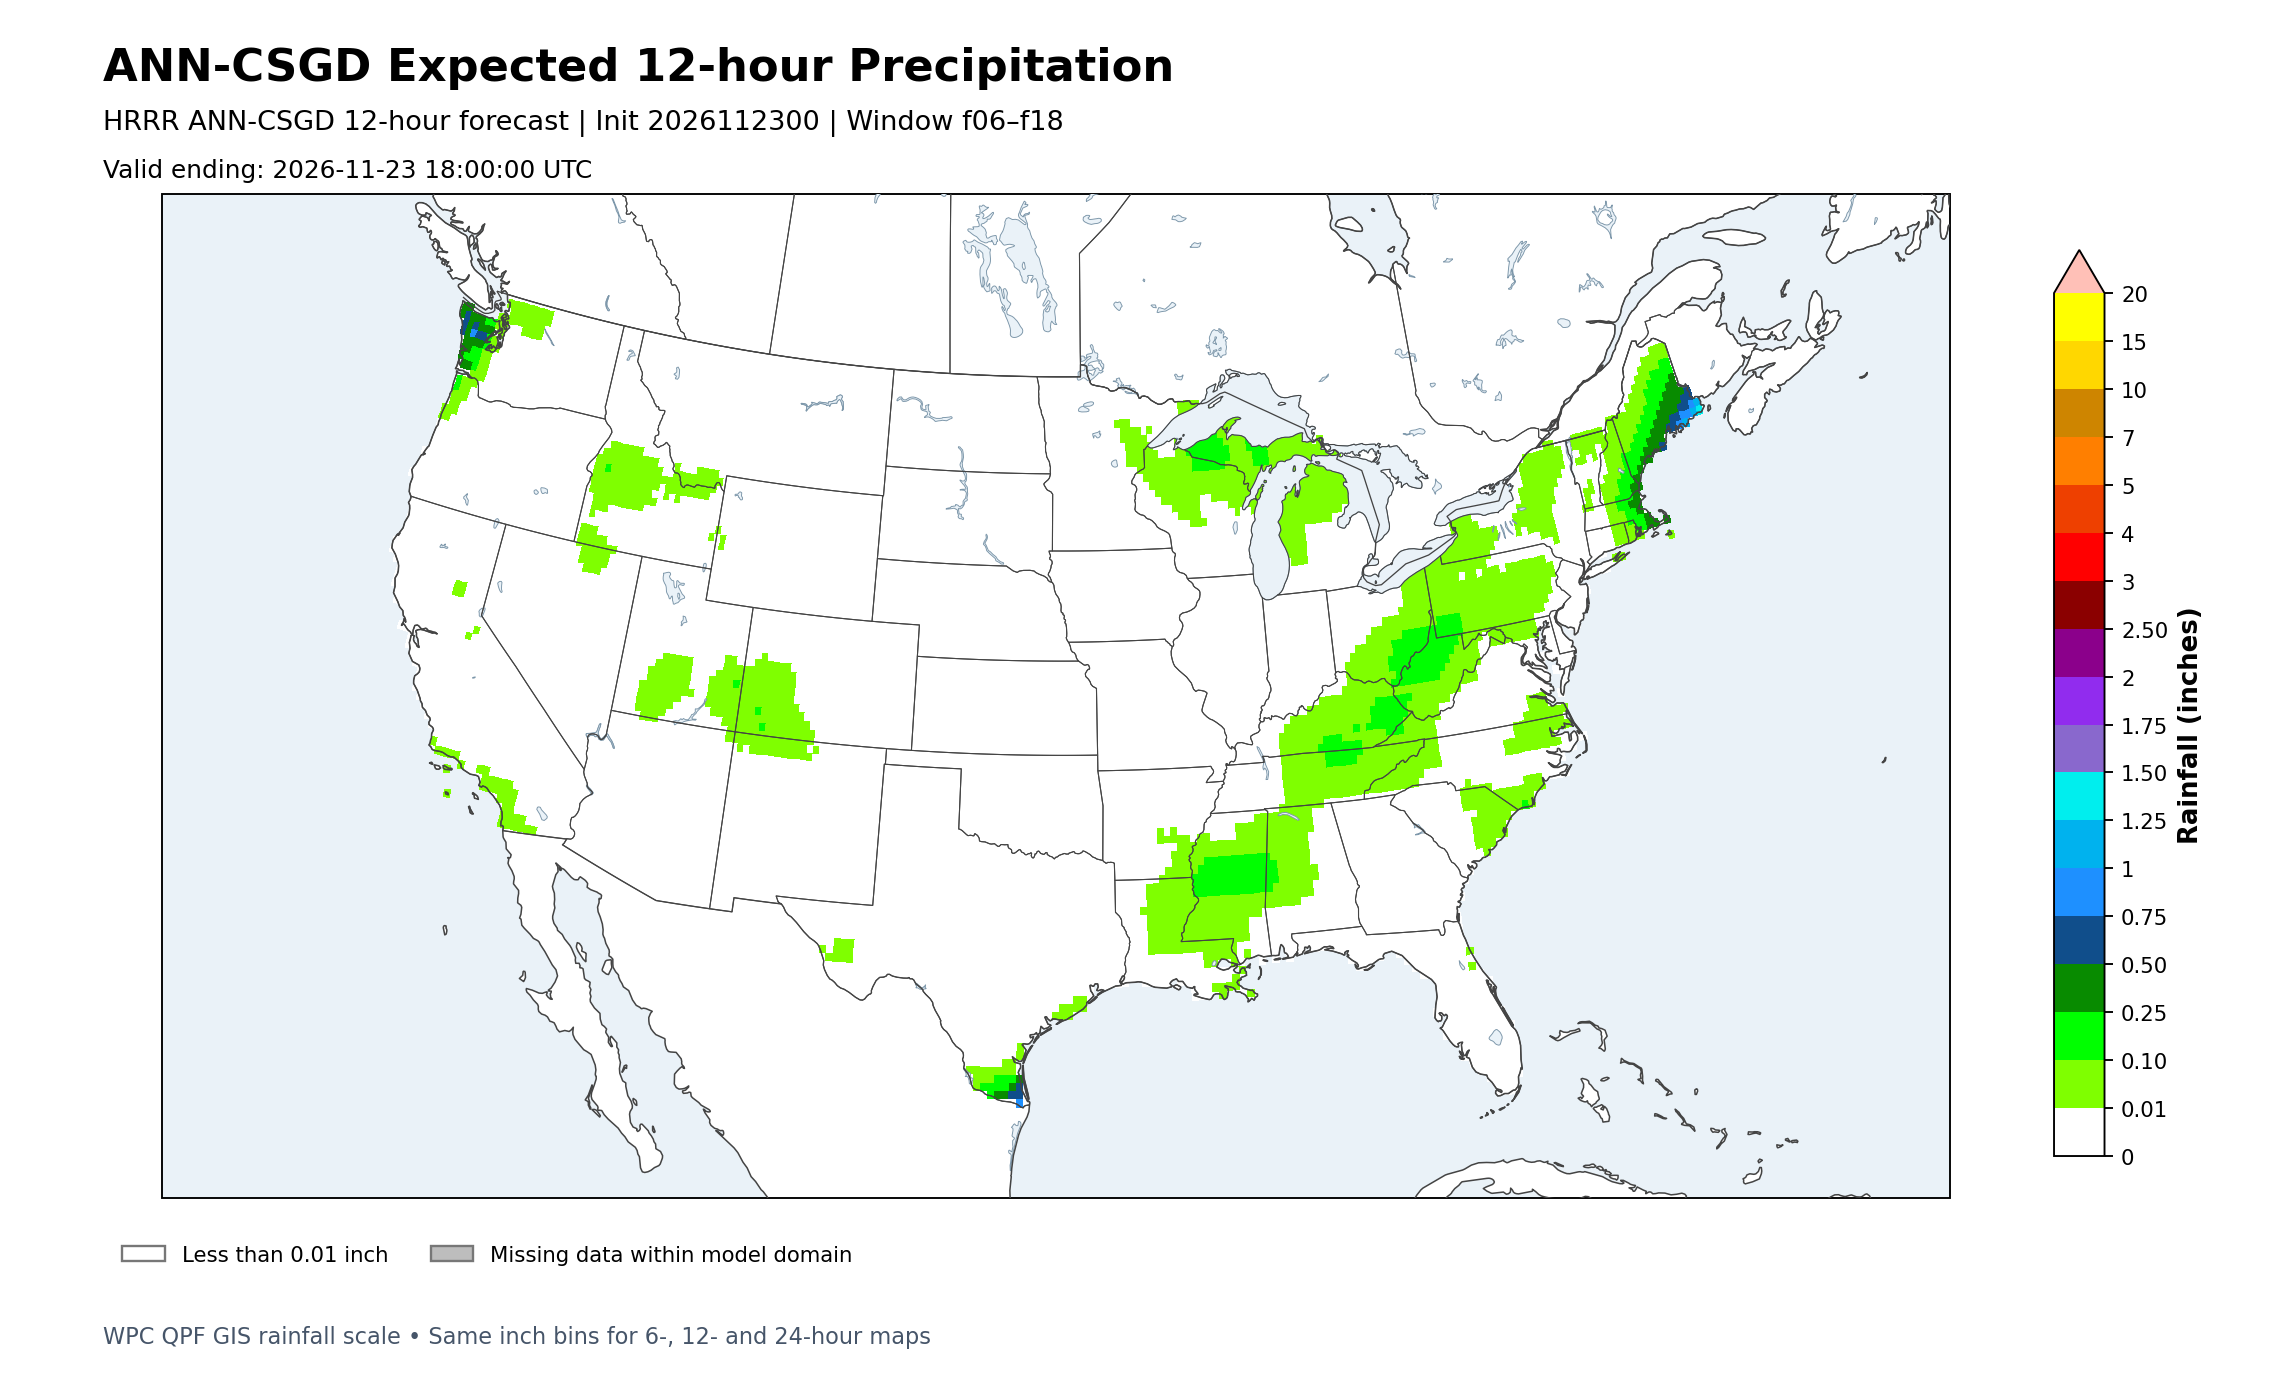 ANN-CSGD Expected 12-hour Precipitation
HRRR ANN-CSGD 12-hour forecast | Init 2026112300 | Window f06–f18
Valid ending: 2026-11-23 18:00:00 UTC
20
15
10
7
5
4
3
2.50
2
1.75
1.50
1.25
1
0.75
0.50
0.25
0.10
0.01
0
Rainfall (inches)
Less than 0.01 inch
Missing data within model domain
WPC QPF GIS rainfall scale • Same inch bins for 6-, 12- and 24-hour maps